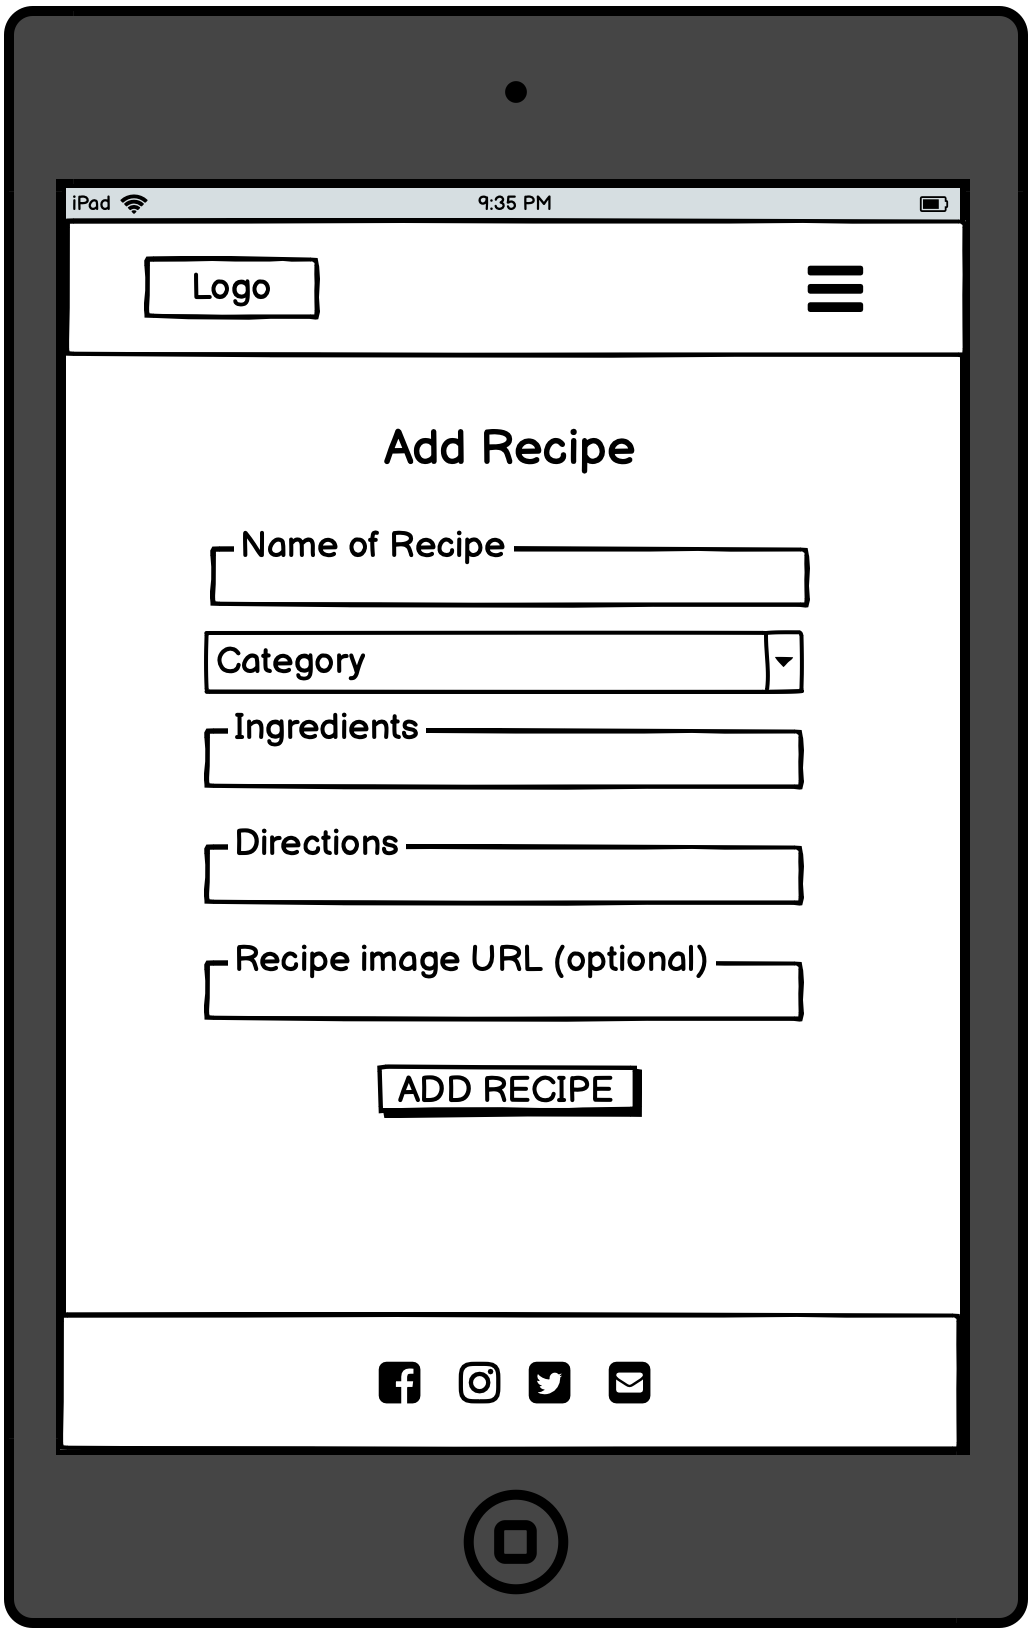 iPad 9:35 PM
Logo
Add Recipe
Name of Recipe
Category
Ingredients
Directions
Recipe image URL (optional)
ADD RECIPE